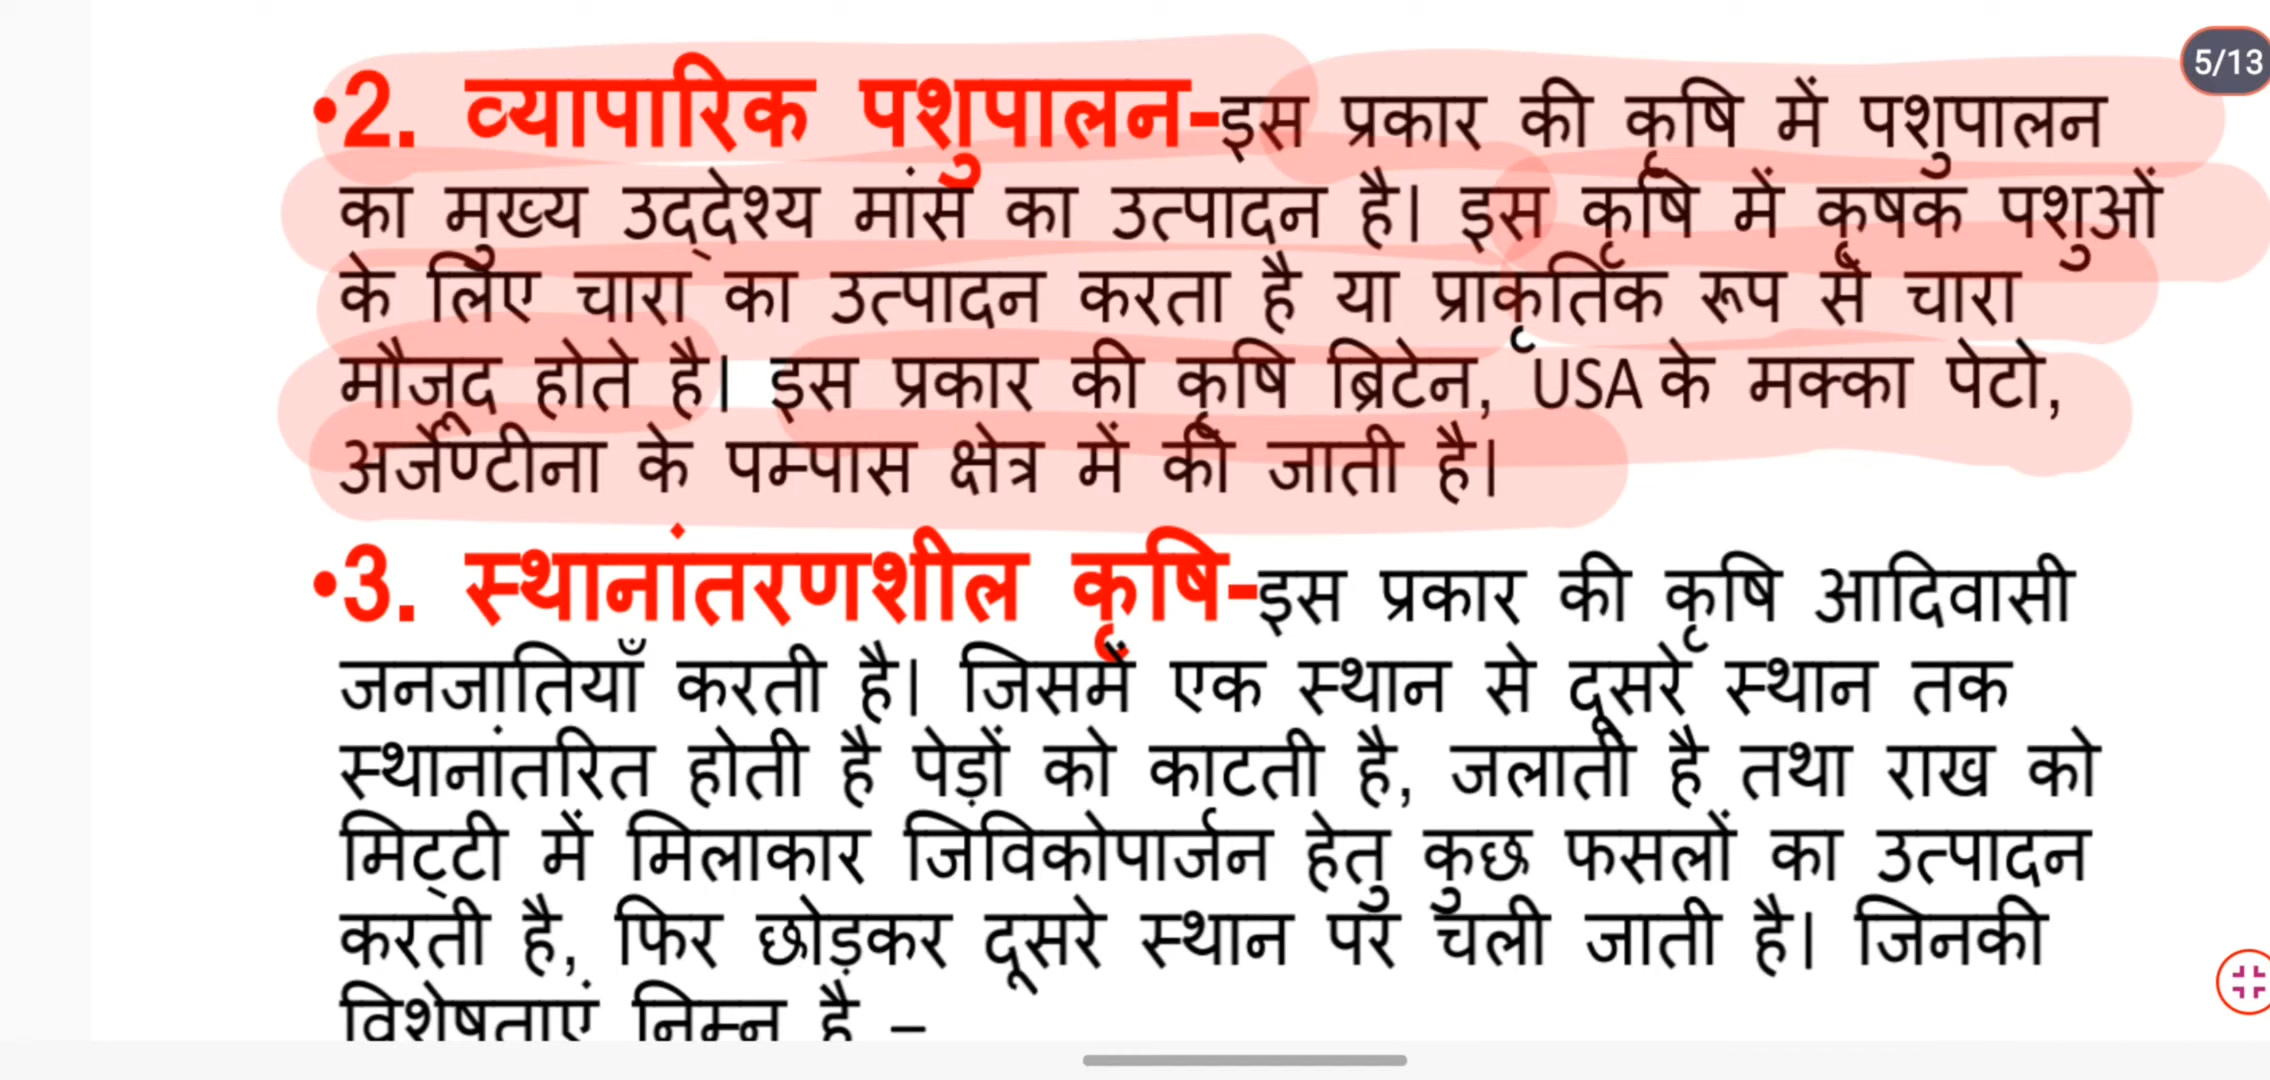 5/13
•2. व्यापारिक पशुपालन-इस प्रकार की कृषि में पशुपालन
का मुख्य उद्देश्य मांस का उत्पादन है। इस कृषि में कृषक पशुओं
के लिए चारा का उत्पादन करता है या प्राकृतिक रूप से चारा
मौजूद होते है। इस प्रकार की कृषि ब्रिटेन, USA के मक्का पेटो,
अर्जेण्टीना के पम्पास क्षेत्र में की जाती है।
•3. स्थानांतरणशील कृषि-इस प्रकार की कृषि आदिवासी
जनजातियाँ करती है। जिसमें एक स्थान से दूसरे स्थान तक
स्थानांतरित होती है पेड़ों को काटती है, जलाती है तथा राख को
मिट्टी में मिलाकार जिविकोपार्जन हेतु कुछ फसलों का उत्पादन
करती है, फिर छोड़कर दूसरे स्थान पर चली जाती है। जिनकी
विशेषताएं निम्न है –